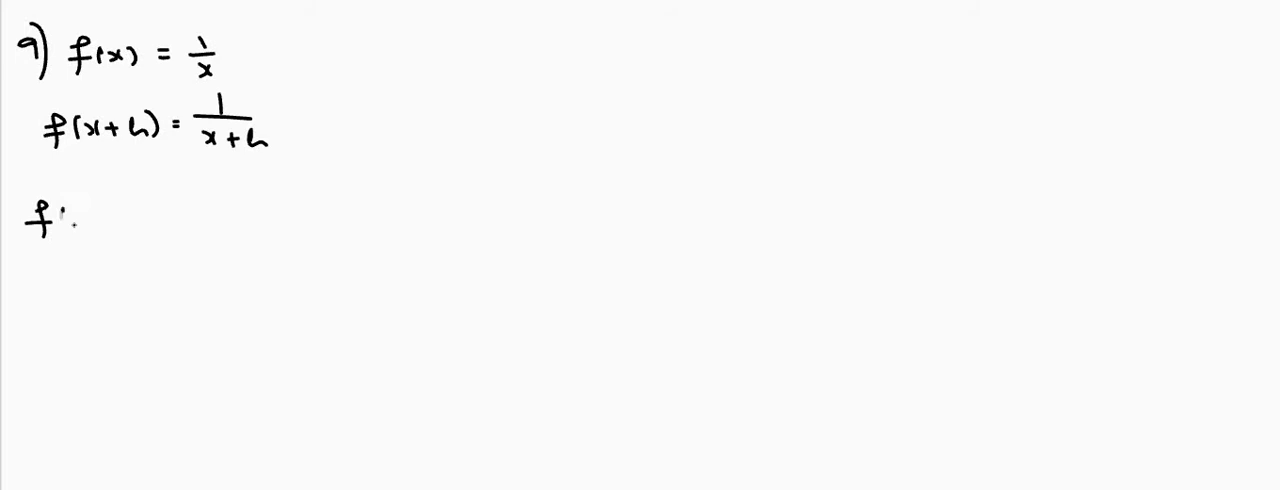 9) f(x) = 1/x
f(x+h) = 1/(x+h)
f'